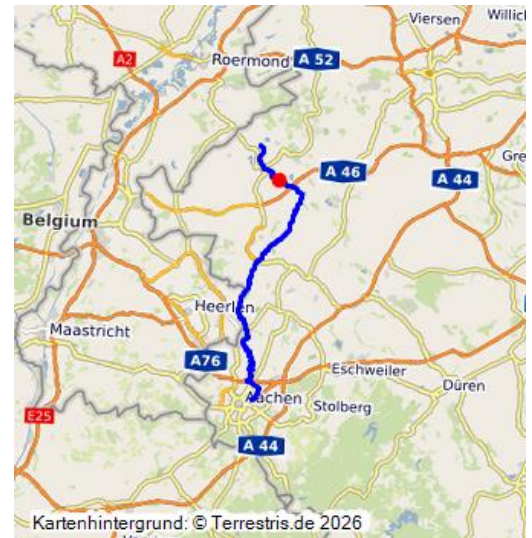 Viersen
Willich
A2
Roermond
A 52
Gre
A 46
A 44
Belgium
Heerlen
Maastricht
A76
Eschweiler
Aachen
Düren
Stolberg
E25
A 44
Kartenhintergrund: © Terrestris.de 2026